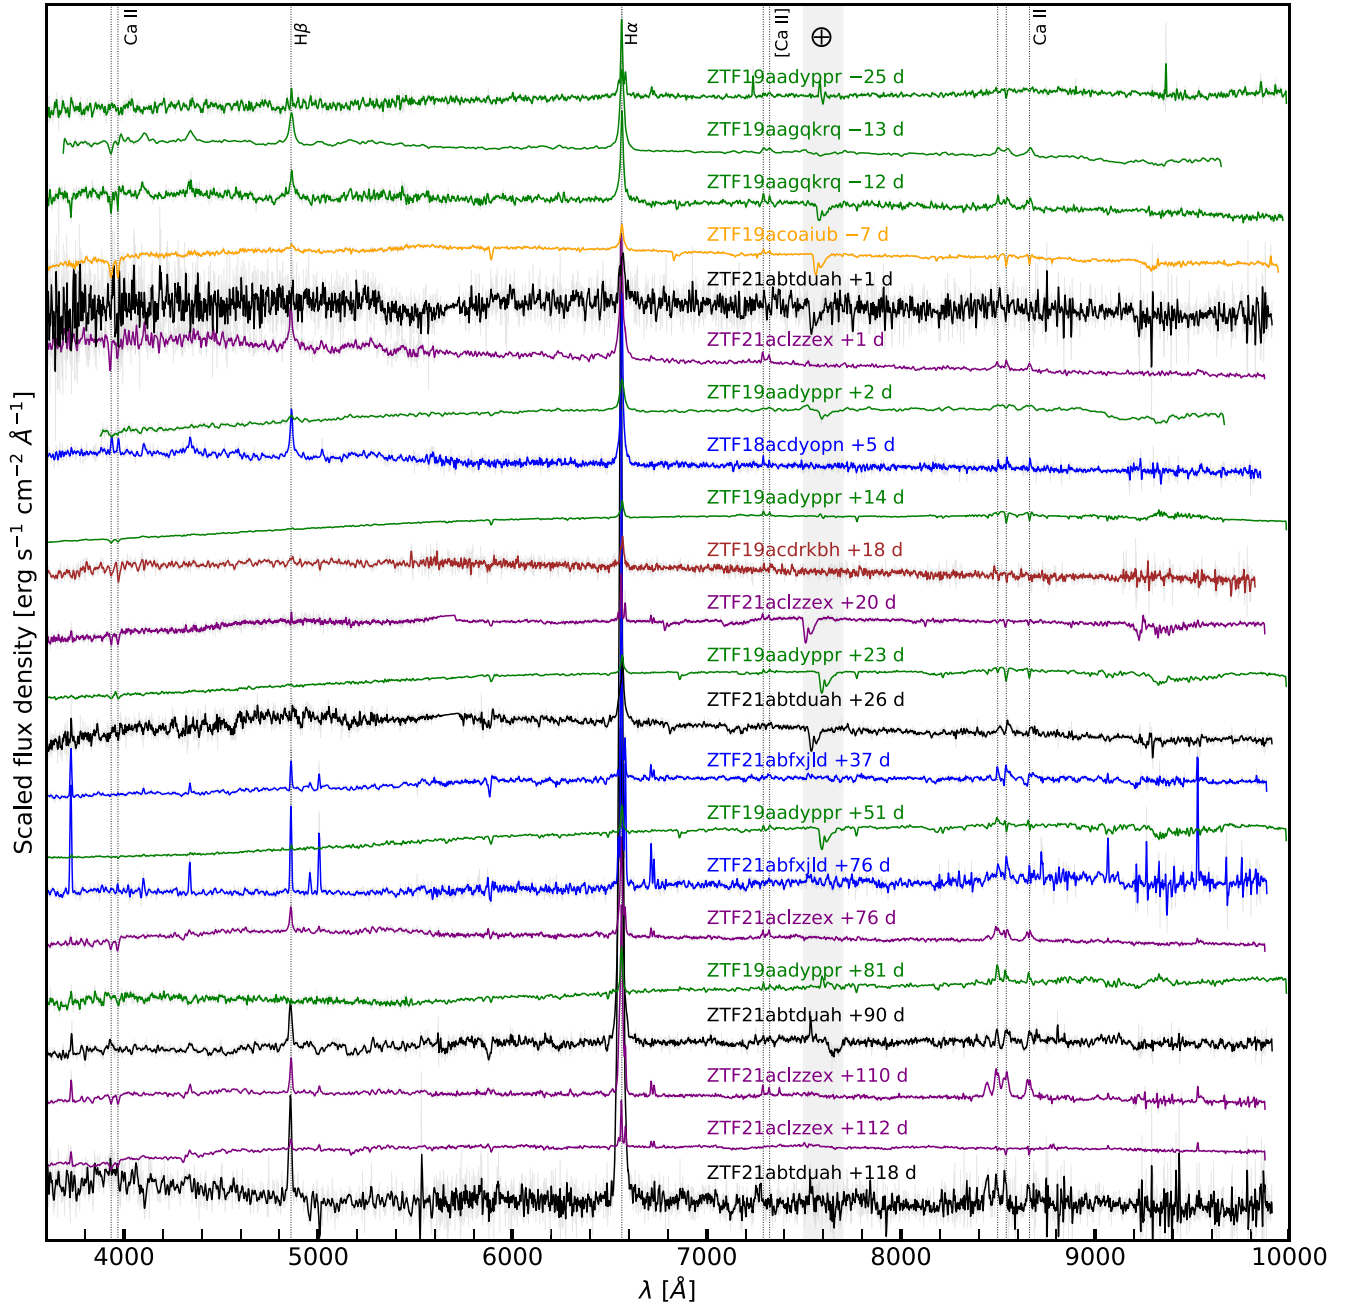 Ca II
Hβ
Hα
[Ca II]
⊕
Ca II
ZTF19aadyppr −25 d
ZTF19aagqkrq −13 d
ZTF19aagqkrq −12 d
ZTF19acoaiub −7 d
ZTF21abtduah +1 d
ZTF21aclzzex +1 d
ZTF19aadyppr +2 d
ZTF18acdyopn +5 d
ZTF19aadyppr +14 d
ZTF19acdrkbh +18 d
ZTF21aclzzex +20 d
ZTF19aadyppr +23 d
ZTF21abtduah +26 d
ZTF21abfxjld +37 d
ZTF19aadyppr +51 d
ZTF21abfxjld +76 d
ZTF21aclzzex +76 d
ZTF19aadyppr +81 d
ZTF21abtduah +90 d
ZTF21aclzzex +110 d
ZTF21aclzzex +112 d
ZTF21abtduah +118 d
Scaled flux density [erg s⁻¹ cm⁻² Å⁻¹]
4000 5000 6000 7000 8000 9000 10000
λ [Å]